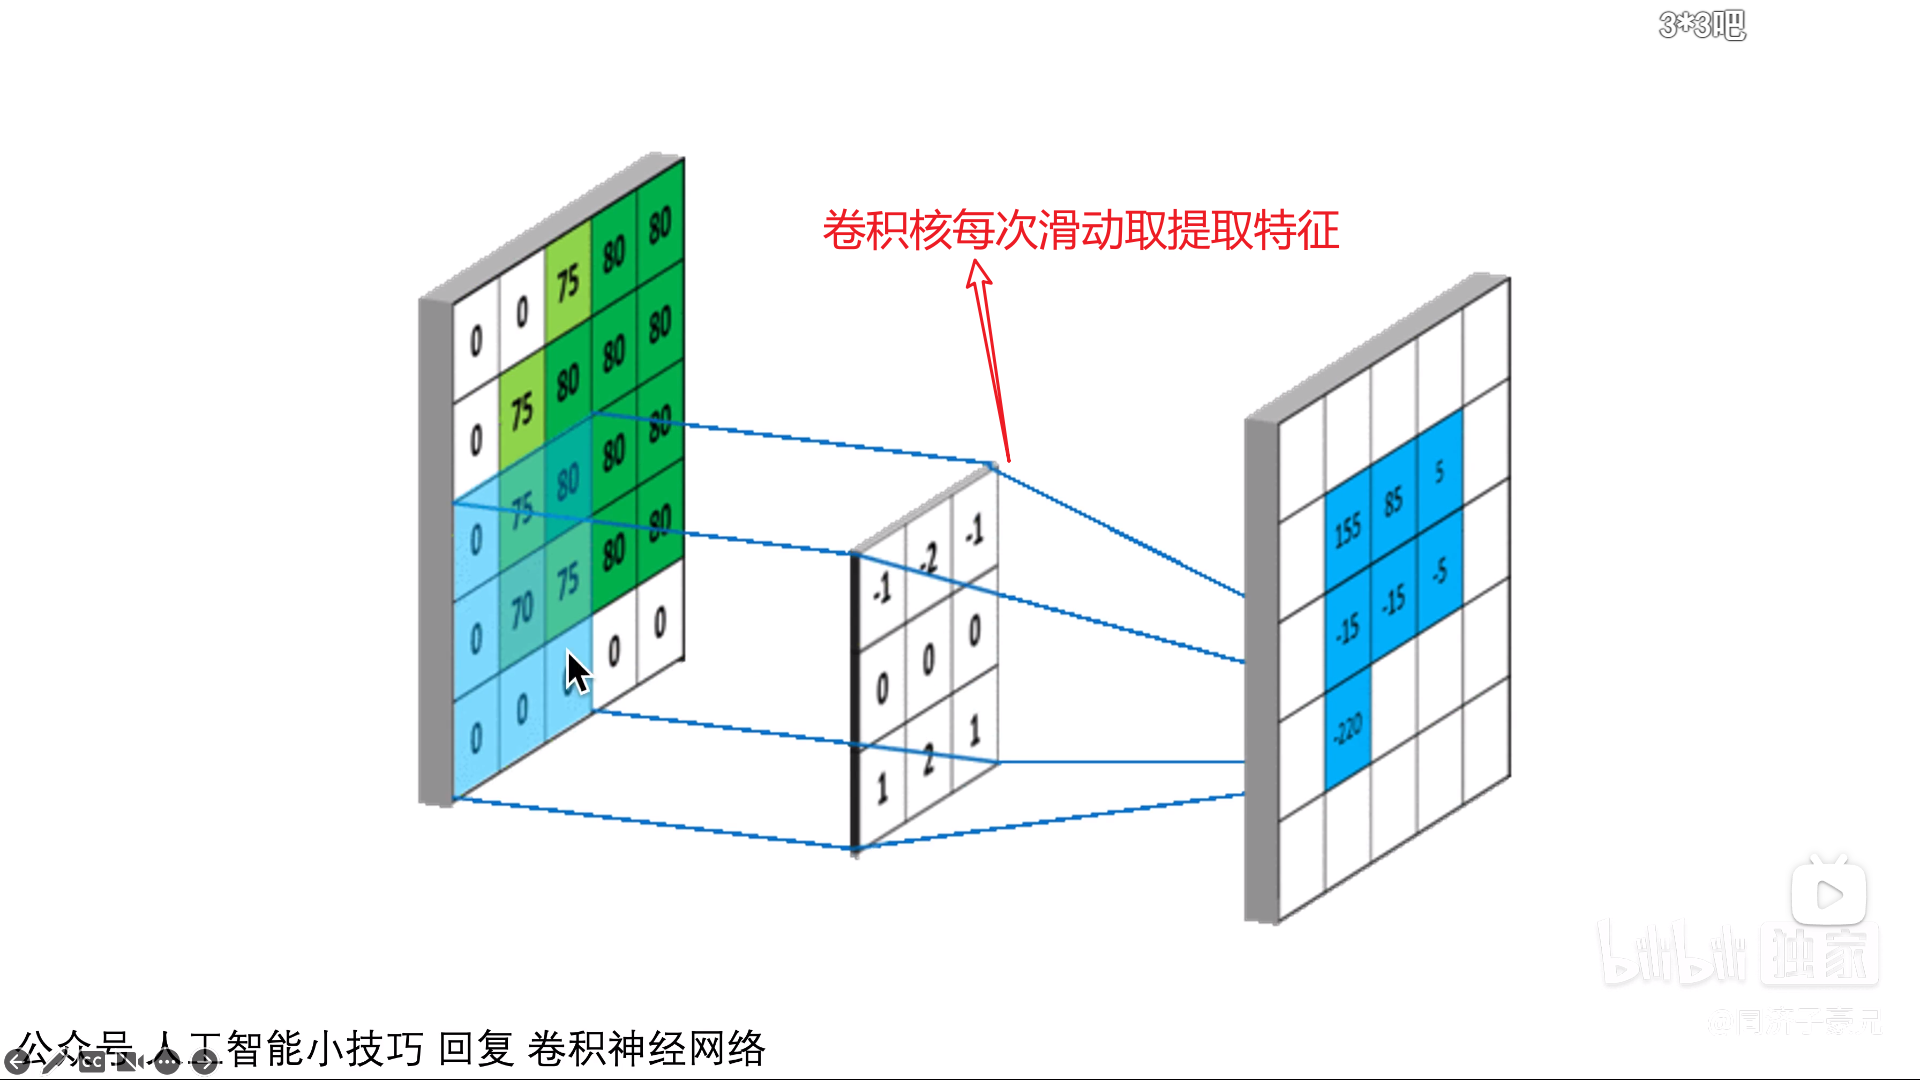 3*3吧
卷积核每次滑动取提取特征
0 0 75 80 80
0 75 80 80 80
0 75 80 80 80
0 70 75 80 80
0 0 0 0
-1 -2 -1
0 0 0
1 2 1
155 85 5
-15 -15 -5
-220
bilibili 独家
@同济子豪兄
公众号 人工智能小技巧 回复 卷积神经网络
CC